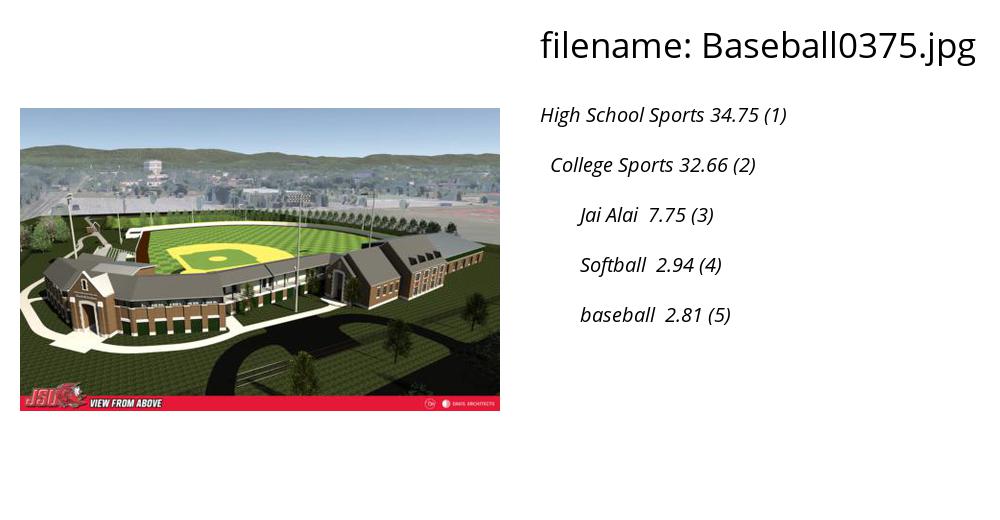 filename: Baseball0375.jpg
High School Sports 34.75 (1)
College Sports 32.66 (2)
Jai Alai 7.75 (3)
Softball 2.94 (4)
baseball 2.81 (5)
JSU VIEW FROM ABOVE
DAVIS ARCHITECTS